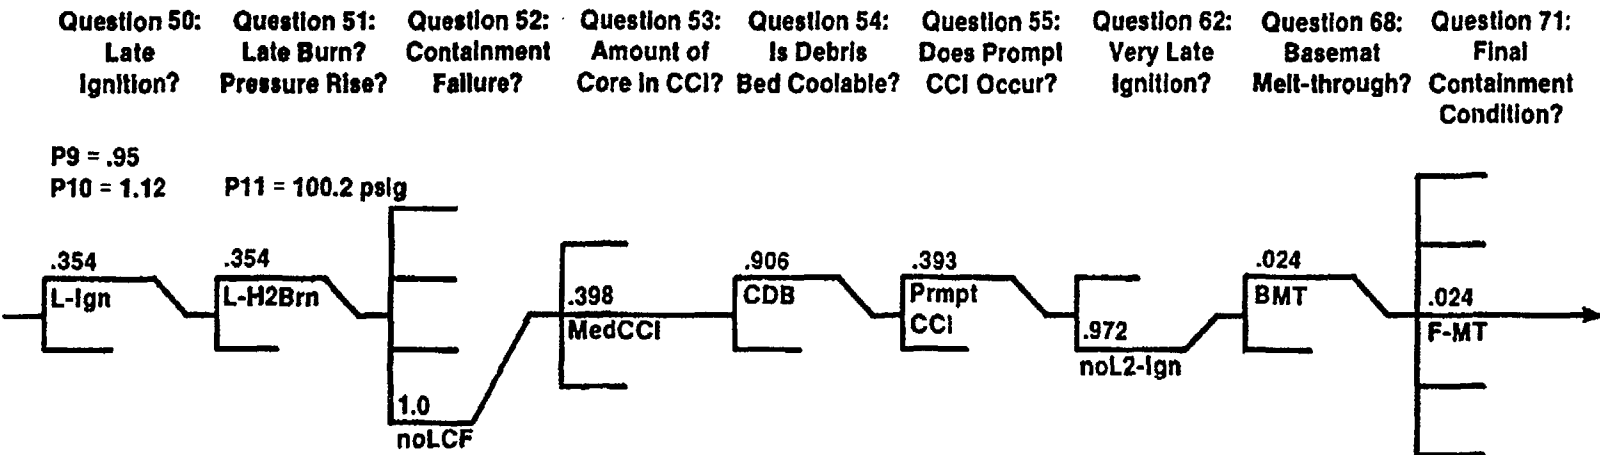 Question 50:
Late
Ignition?
Question 51:
Late Burn?
Pressure Rise?
Question 52:
Containment
Failure?
Question 53:
Amount of
Core in CCI?
Question 54:
Is Debris
Bed Coolable?
Question 55:
Does Prompt
CCI Occur?
Question 62:
Very Late
Ignition?
Question 68:
Basemat
Melt-through?
Question 71:
Final
Containment
Condition?
P9 = .95
P10 = 1.12
P11 = 100.2 psig
.354
L-Ign
.354
L-H2Brn
1.0
noLCF
.398
MedCCI
.906
CDB
.393
Prmpt
CCI
.972
noL2-Ign
.024
BMT
.024
F-MT